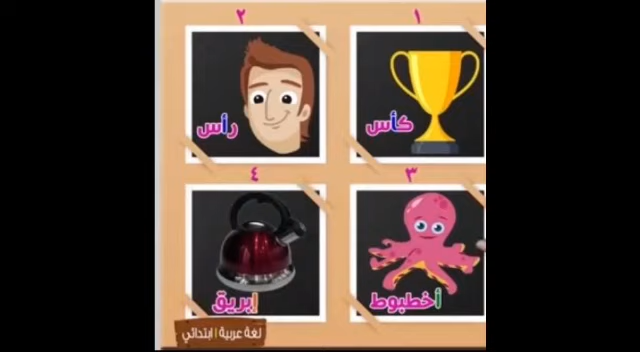 ١
كأس
٢
رأس
٣
أخطبوط
٤
إبريق
لغة عربية | ابتدائي